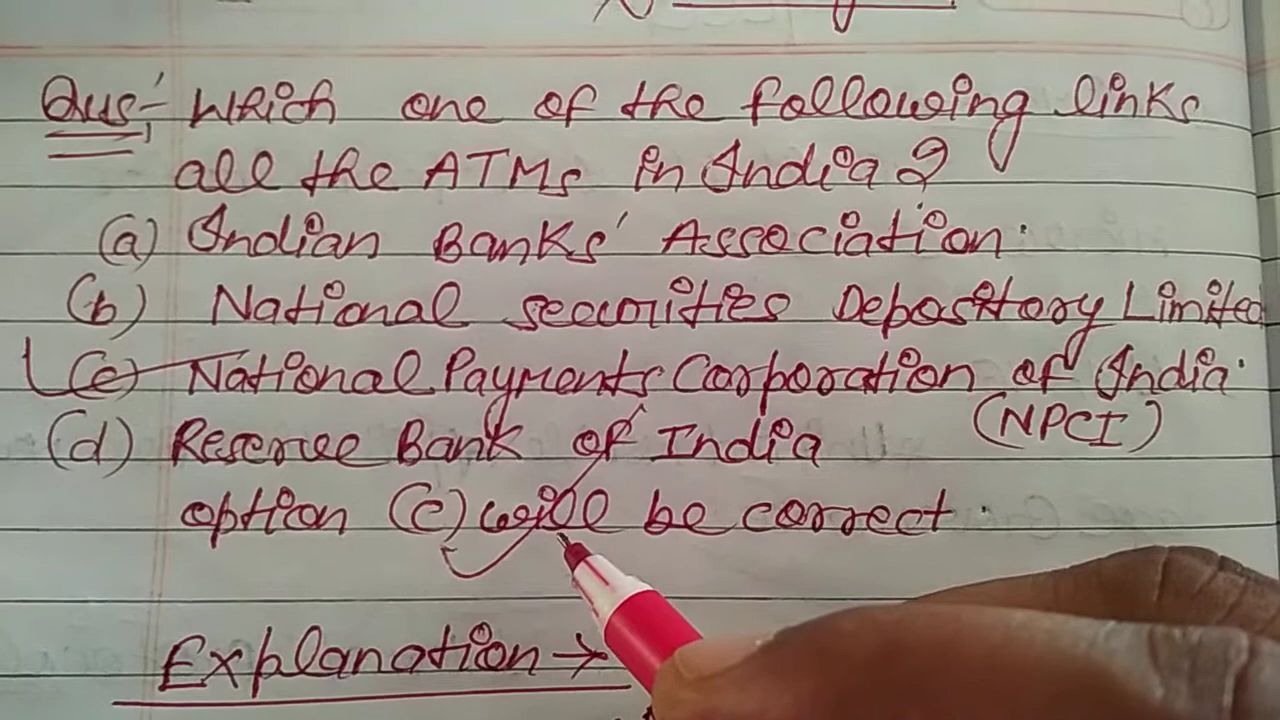 Qus:- Which one of the following links
all the ATMs in India?
(a) Indian Banks' Association.
(b) National Securities Depository Limited
(c) National Payments Corporation of India.
(NPCI)
(d) Reserve Bank of India
option (c) will be correct.
Explanation →